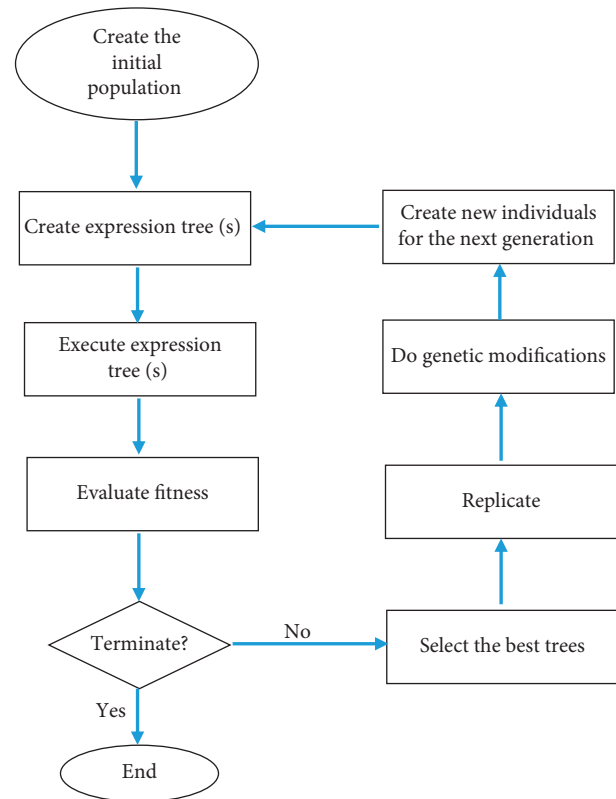 Create the
initial
population
Create expression tree (s)
Execute expression
tree (s)
Evaluate fitness
Terminate?
No
Yes
End
Select the best trees
Replicate
Do genetic modifications
Create new individuals
for the next generation